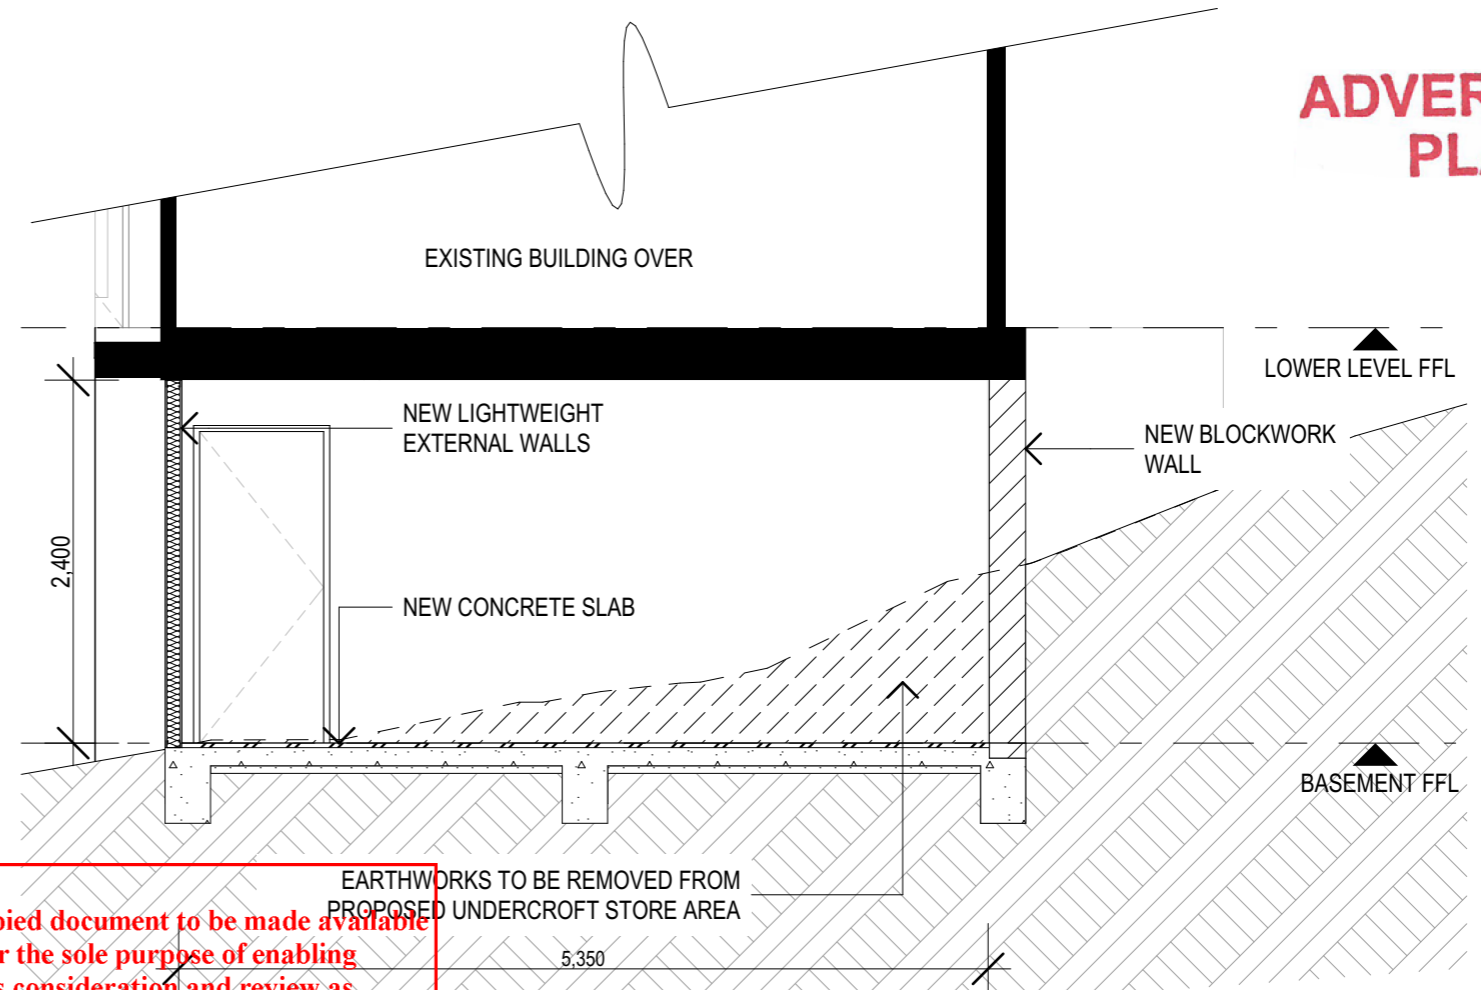 ADVER
PL
EXISTING BUILDING OVER
LOWER LEVEL FFL
NEW LIGHTWEIGHT
EXTERNAL WALLS
NEW BLOCKWORK
WALL
2,400
NEW CONCRETE SLAB
BASEMENT FFL
EARTHWORKS TO BE REMOVED FROM
PROPOSED UNDERCROFT STORE AREA
pied document to be made available
r the sole purpose of enabling
s consideration and review as
5,350